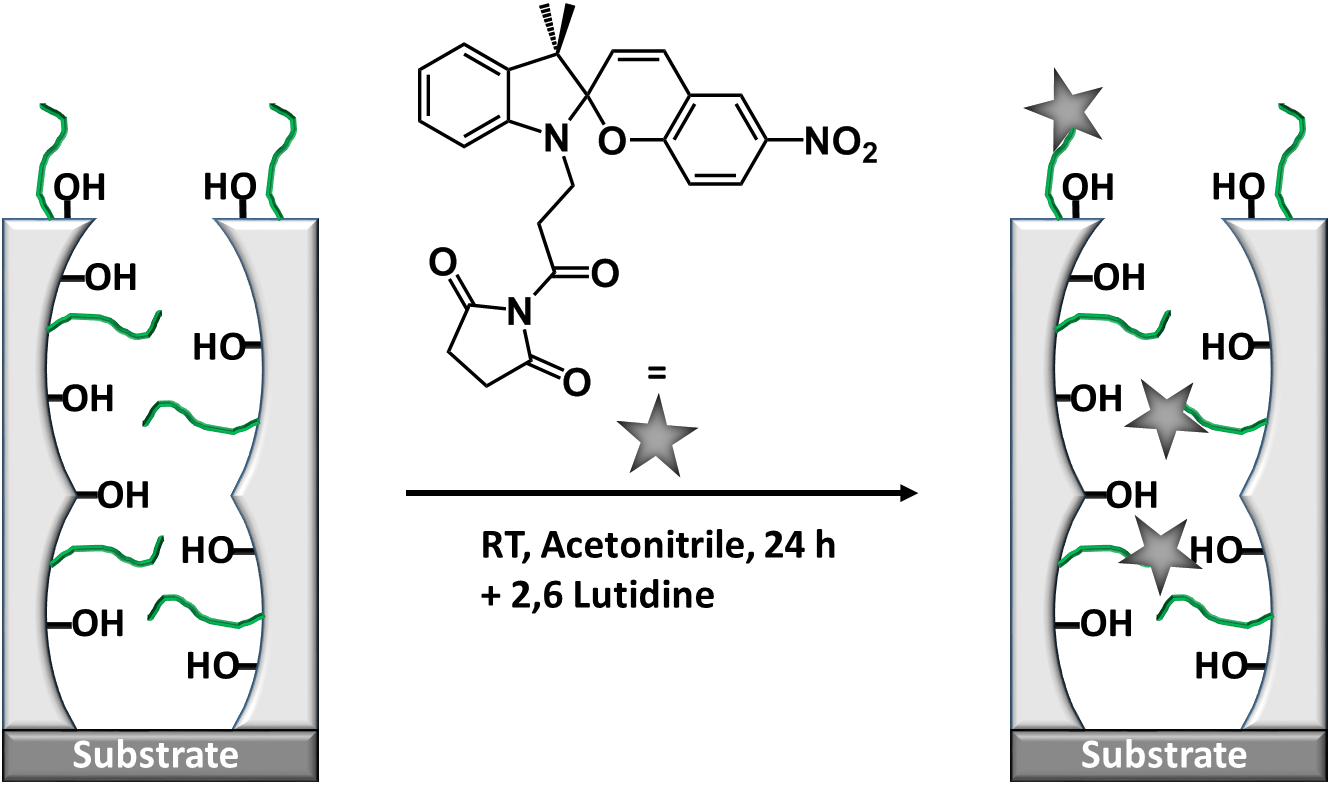 OH
HO
OH
HO
OH
OH
HO
OH
HO
N
O
NO2
O
O
N
O
=
RT, Acetonitrile, 24 h
+ 2,6 Lutidine
OH
HO
OH
HO
OH
OH
HO
OH
HO
Substrate
Substrate